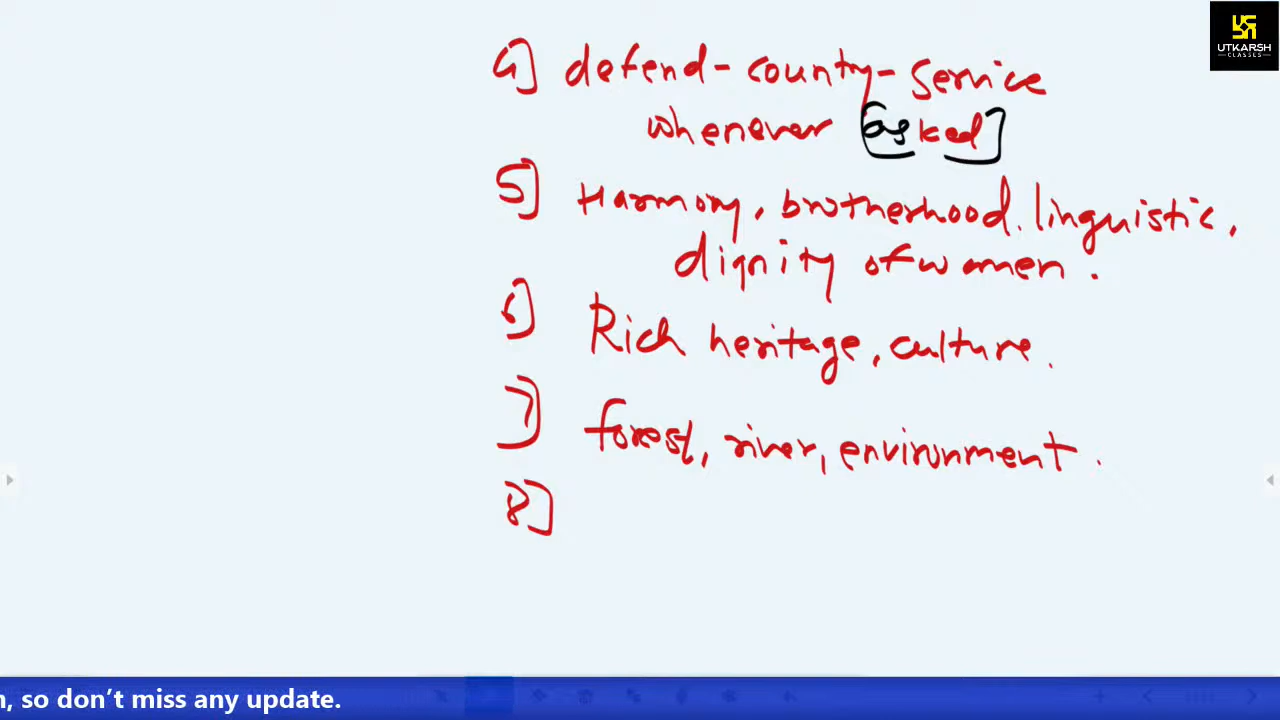 UTKARSH
CLASSES
4] defend-county-service
whenever [asked]
5] Harmony, brotherhood. linguistic,
dignity of women.
6] Rich heritage, culture.
7] forest, river, environment.
8]
, so don't miss any update.